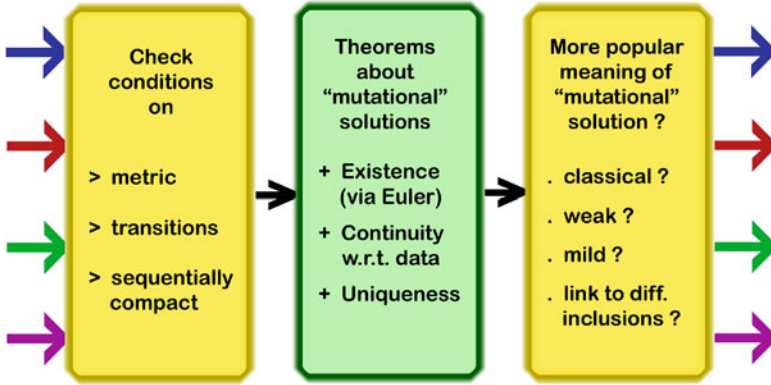 Check
conditions
on
> metric
> transitions
> sequentially
compact
Theorems
about
“mutational”
solutions
+ Existence
(via Euler)
+ Continuity
w.r.t. data
+ Uniqueness
More popular
meaning of
“mutational”
solution ?
. classical ?
. weak ?
. mild ?
. link to diff.
inclusions ?